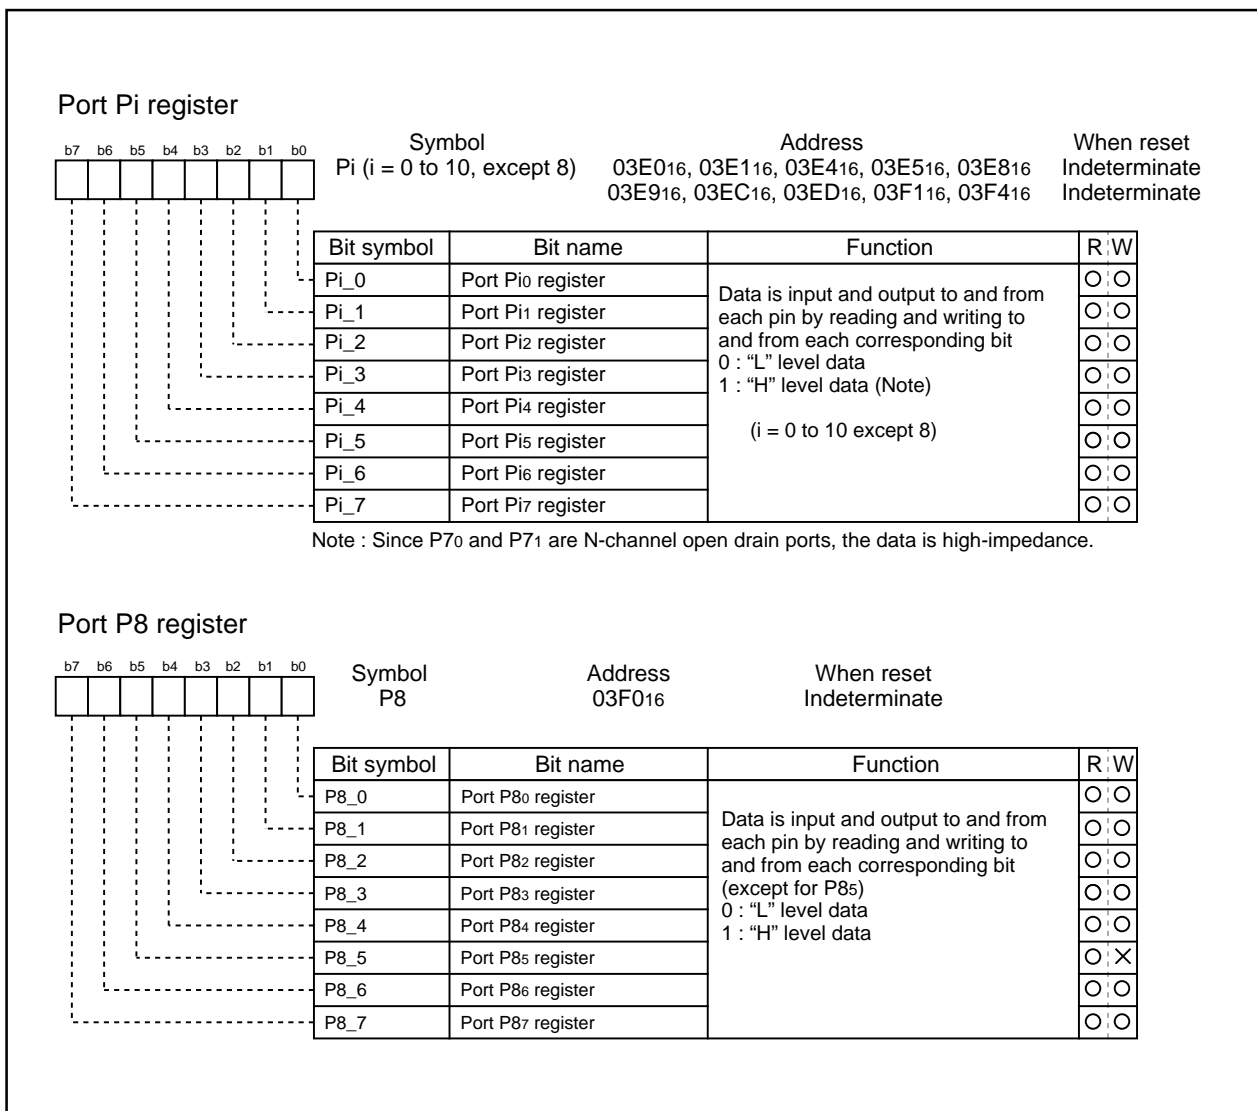 Port Pi register
b7 b6 b5 b4 b3 b2 b1 b0
Symbol Address When reset
Pi (i = 0 to 10, except 8) 03E016, 03E116, 03E416, 03E516, 03E816 Indeterminate
03E916, 03EC16, 03ED16, 03F116, 03F416 Indeterminate
Bit symbol Bit name Function R W
Pi_0 Port Pi0 register
Pi_1 Port Pi1 register
Pi_2 Port Pi2 register
Pi_3 Port Pi3 register
Pi_4 Port Pi4 register
Pi_5 Port Pi5 register
Pi_6 Port Pi6 register
Pi_7 Port Pi7 register
Data is input and output to and from
each pin by reading and writing to
and from each corresponding bit
0 : “L” level data
1 : “H” level data (Note)
(i = 0 to 10 except 8)
Note : Since P70 and P71 are N-channel open drain ports, the data is high-impedance.
Port P8 register
b7 b6 b5 b4 b3 b2 b1 b0
Symbol Address When reset
P8 03F016 Indeterminate
Bit symbol Bit name Function R W
P8_0 Port P80 register
P8_1 Port P81 register
P8_2 Port P82 register
P8_3 Port P83 register
P8_4 Port P84 register
P8_5 Port P85 register
P8_6 Port P86 register
P8_7 Port P87 register
Data is input and output to and from
each pin by reading and writing to
and from each corresponding bit
(except for P85)
0 : “L” level data
1 : “H” level data